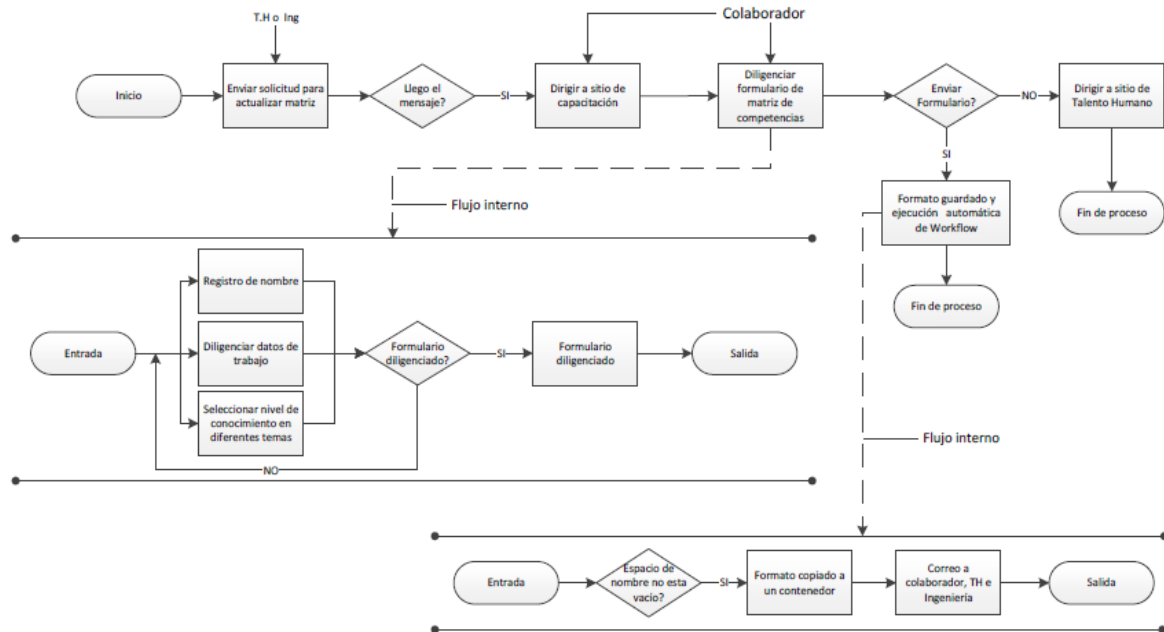 T.H o Ing
Colaborador
Inicio
Enviar solicitud para
actualizar matriz
Llego el
mensaje?
SI
Dirigir a sitio de
capacitación
Diligenciar
formulario de
matriz de
competencias
Enviar
Formulario?
NO
Dirigir a sitio de
Talento Humano
SI
Formato guardado y
ejecución automática
de Workflow
Fin de proceso
Fin de proceso
Flujo interno
Entrada
Registro de nombre
Diligenciar datos de
trabajo
Seleccionar nivel de
conocimiento en
diferentes temas
Formulario
diligenciado?
SI
NO
Formulario
diligenciado
Salida
Flujo interno
Entrada
Espacio de
nombre no esta
vacío?
SI
Formato copiado a
un contenedor
Correo a
colaborador, TH e
Ingeniería
Salida